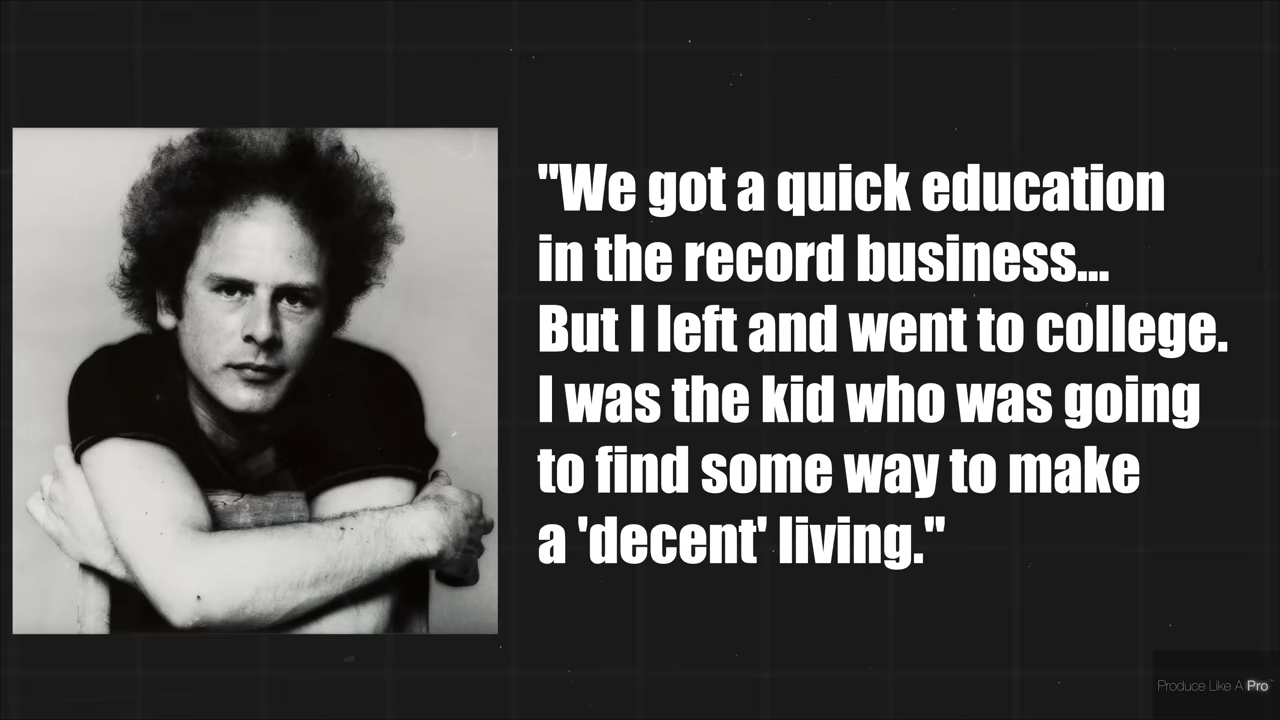 "We got a quick education
in the record business...
But I left and went to college.
I was the kid who was going
to find some way to make
a 'decent' living."
Produce Like A Pro